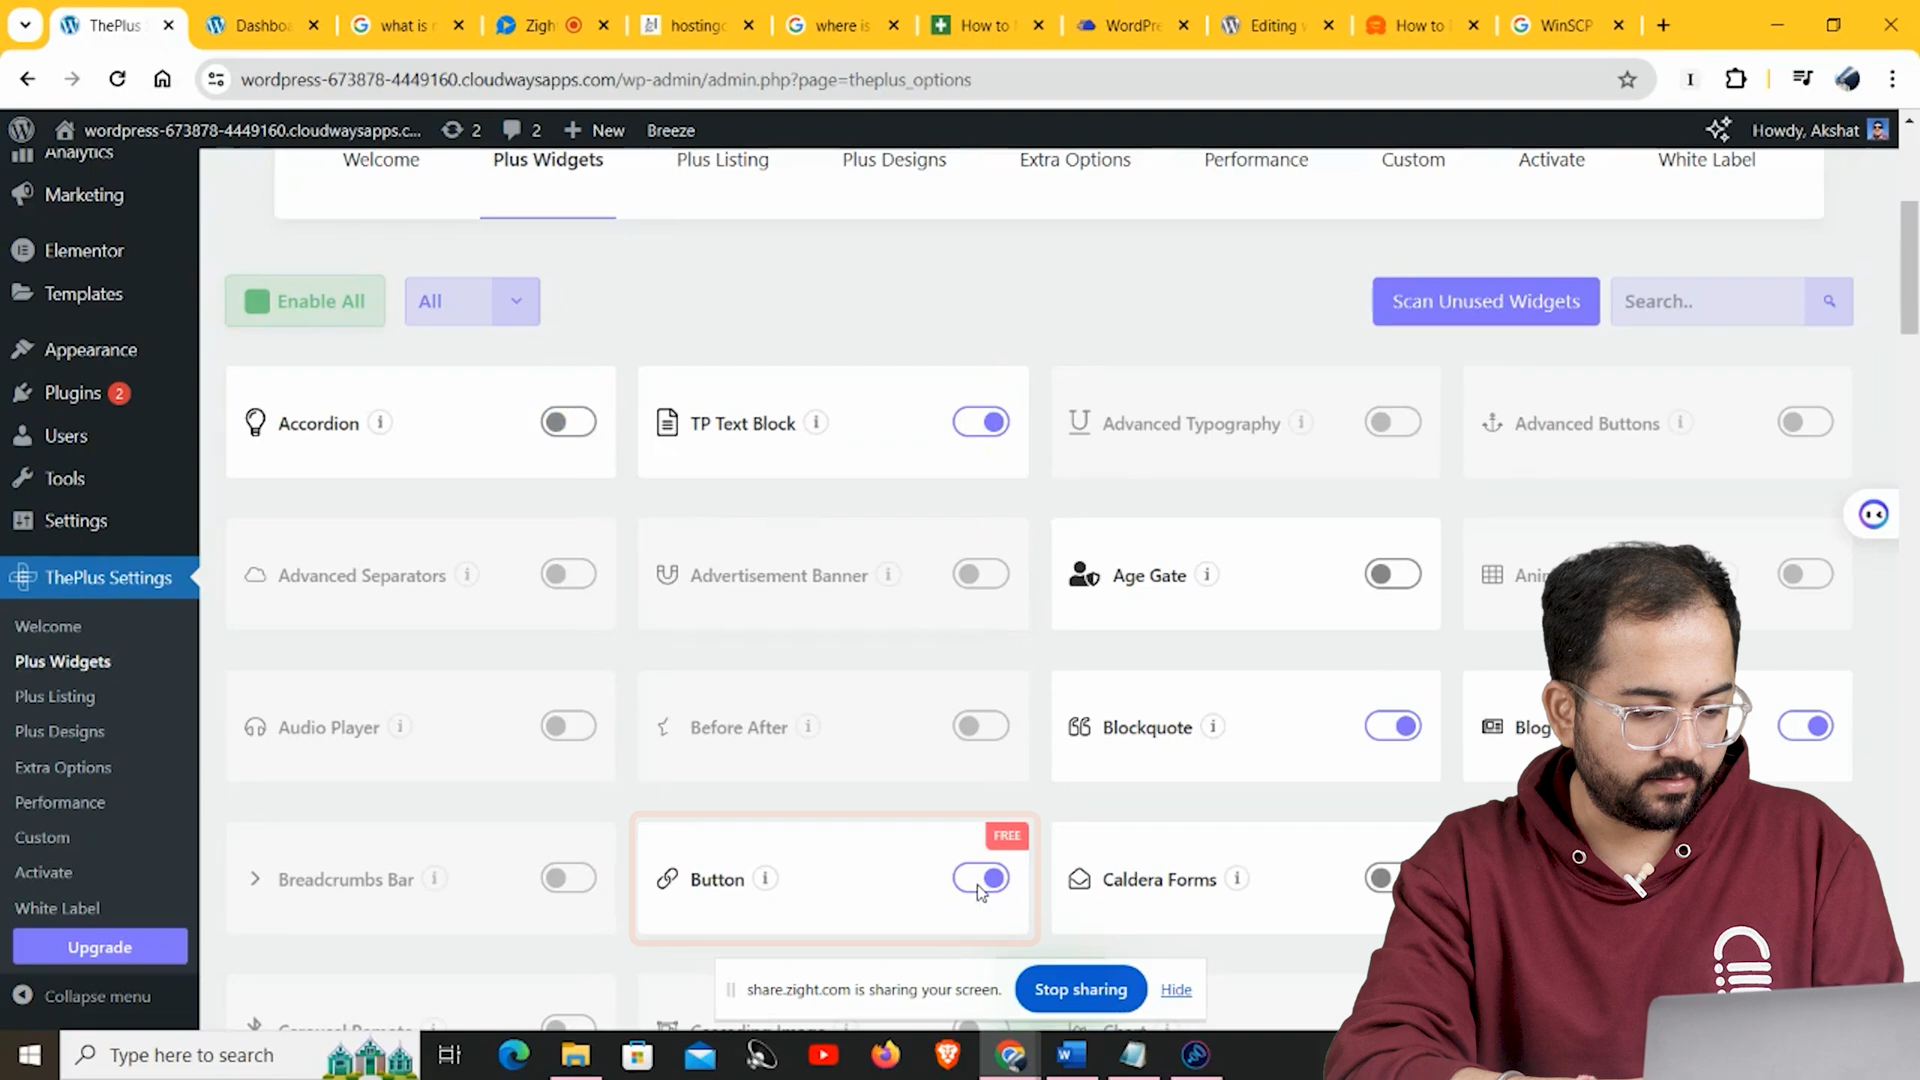 ThePlus
Dashbo
what is
Zigh
hostingc
where is
How to
WordPre
Editing
How to
WinSCP
wordpress-673878-4449160.cloudwaysapps.com/wp-admin/admin.php?page=theplus_options
wordpress-673878-4449160.cloudwaysapps.c...
2
2
New
Breeze
Howdy, Akshat
Analytics
Marketing
Elementor
Templates
Appearance
Plugins 2
Users
Tools
Settings
ThePlus Settings
Welcome
Plus Widgets
Plus Listing
Plus Designs
Extra Options
Performance
Custom
Activate
White Label
Upgrade
Collapse menu
Welcome
Plus Widgets
Plus Listing
Plus Designs
Extra Options
Performance
Custom
Activate
White Label
Enable All
All
Scan Unused Widgets
Search..
Accordion
TP Text Block
Advanced Typography
Advanced Buttons
Advanced Separators
Advertisement Banner
Age Gate
Ani
Audio Player
Before After
Blockquote
Blog
Breadcrumbs Bar
FREE
Button
Caldera Forms
share.zight.com is sharing your screen.
Stop sharing
Hide
Type here to search